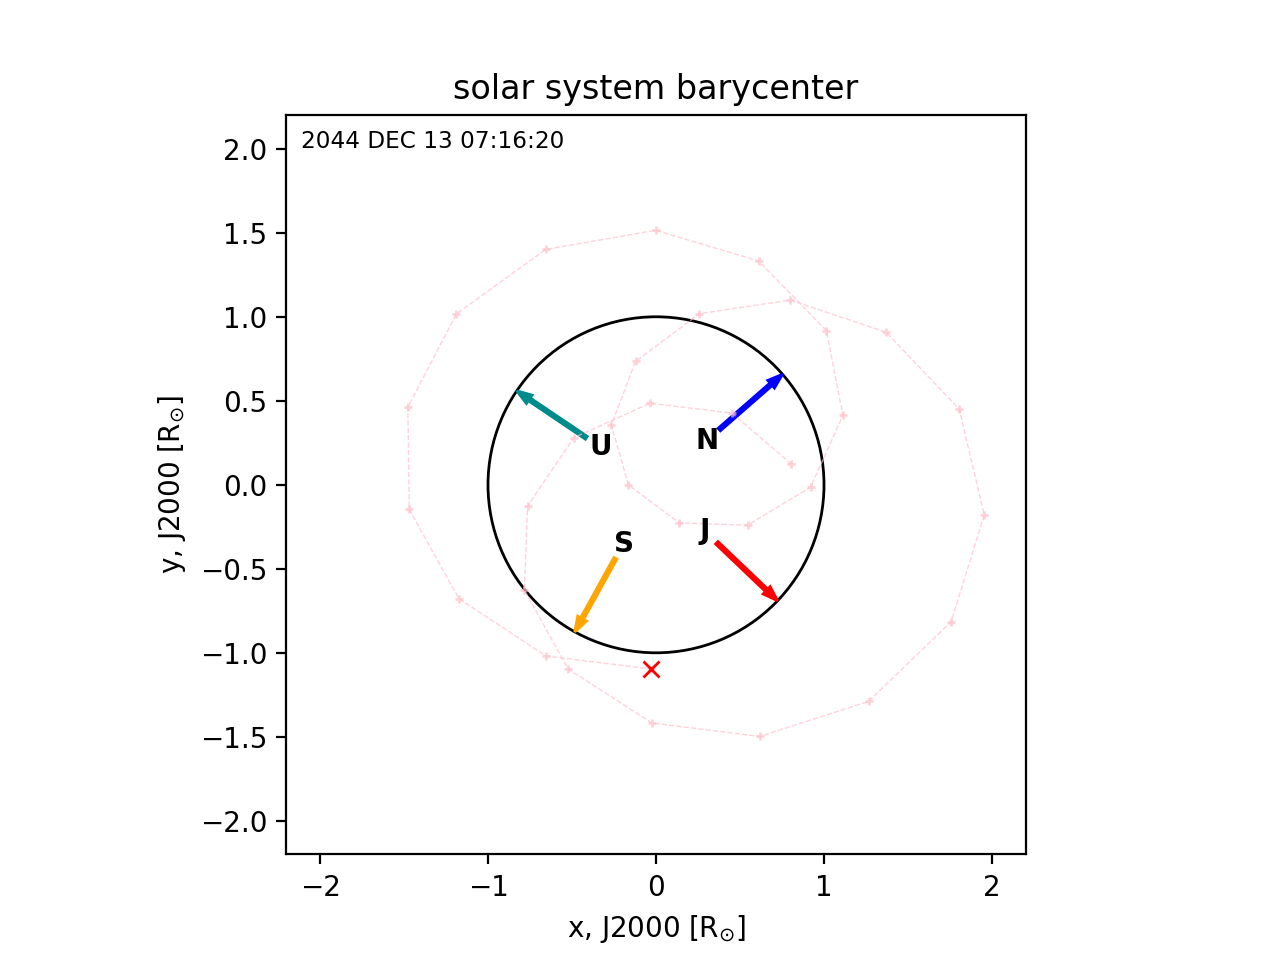 solar system barycenter
2044 DEC 13 07:16:20
2.0
1.5
1.0
0.5
0.0
−0.5
−1.0
−1.5
−2.0
y, J2000 [R☉]
U
N
S
J
−2
−1
0
1
2
x, J2000 [R☉]